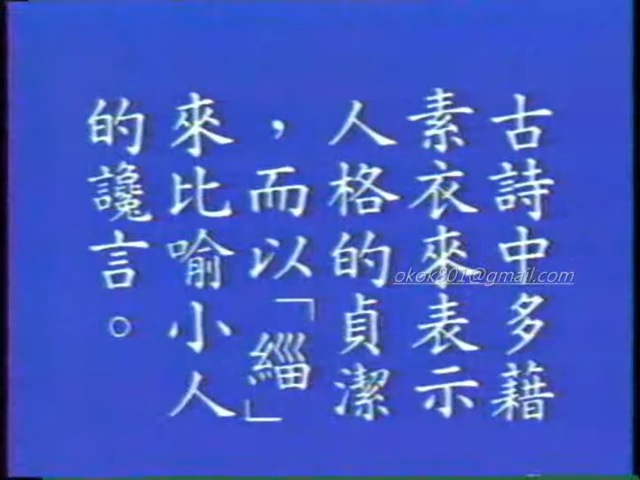 古詩中多藉
素衣來表示
人格的貞潔
，而以「緇」
來比喻小人
的讒言。
okok801@gmail.com